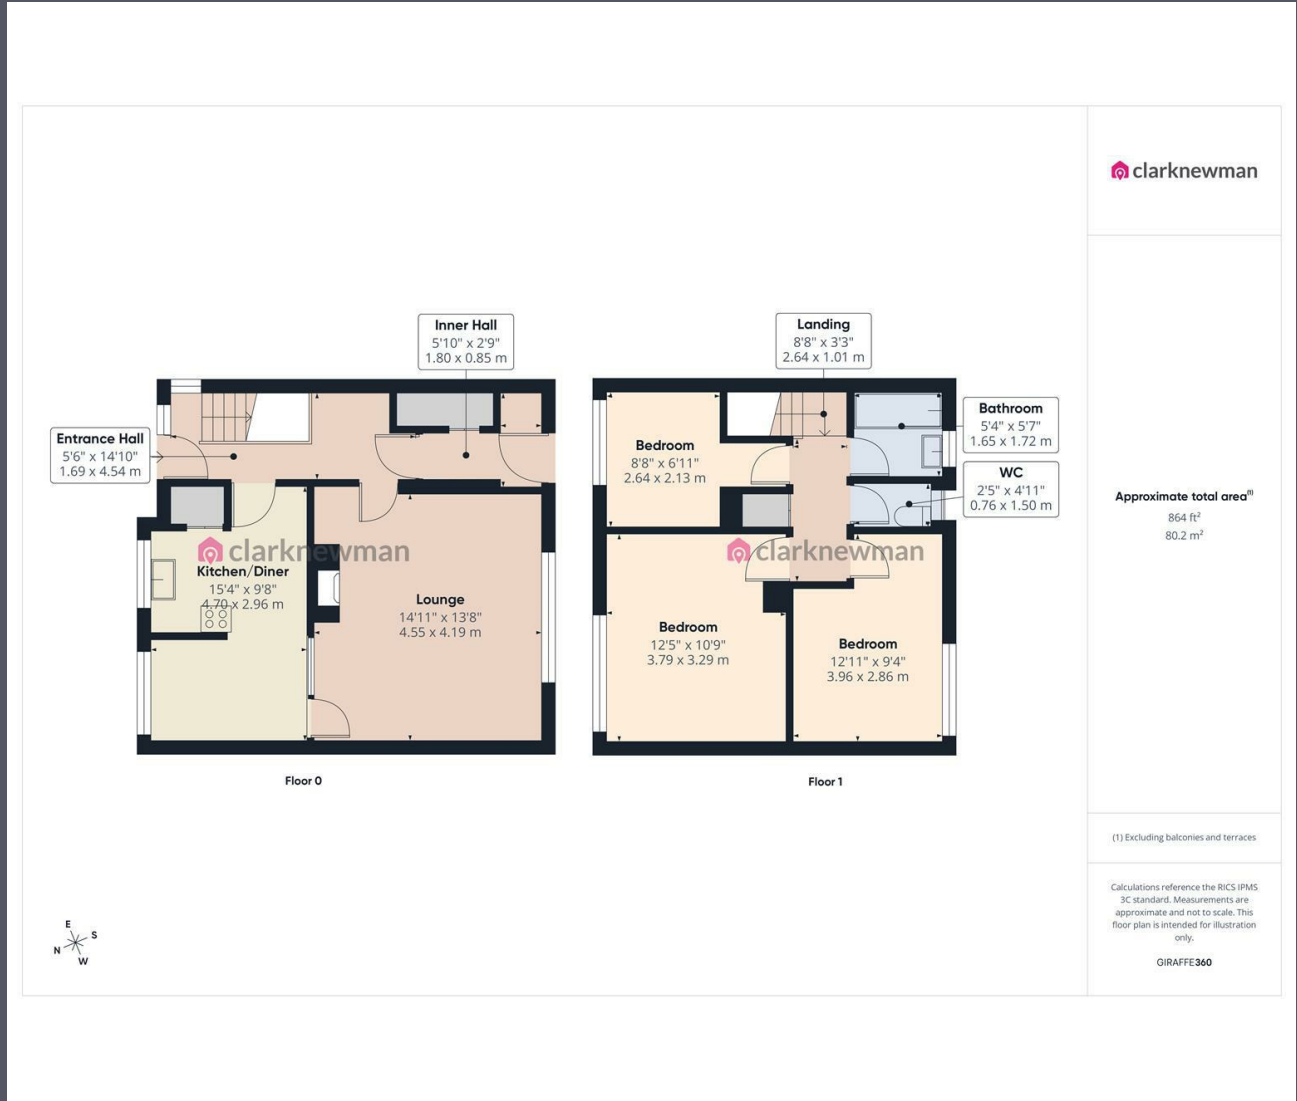 clarknewman
Inner Hall
5'10" x 2'9"
1.80 x 0.85 m
Landing
8'8" x 3'3"
2.64 x 1.01 m
Entrance Hall
5'6" x 14'10"
1.69 x 4.54 m
Bedroom
8'8" x 6'11"
2.64 x 2.13 m
Bathroom
5'4" x 5'7"
1.65 x 1.72 m
WC
2'5" x 4'11"
0.76 x 1.50 m
clarknewman
clarknewman
Kitchen/Diner
15'4" x 9'8"
4.70 x 2.96 m
Lounge
14'11" x 13'8"
4.55 x 4.19 m
Bedroom
12'5" x 10'9"
3.79 x 3.29 m
Bedroom
12'11" x 9'4"
3.96 x 2.86 m
Floor 0
Floor 1
Approximate total area(1)
864 ft²
80.2 m²
(1) Excluding balconies and terraces
Calculations reference the RICS IPMS
3C standard. Measurements are
approximate and not to scale. This
floor plan is intended for illustration
only.
GIRAFFE360
E
S
N
W